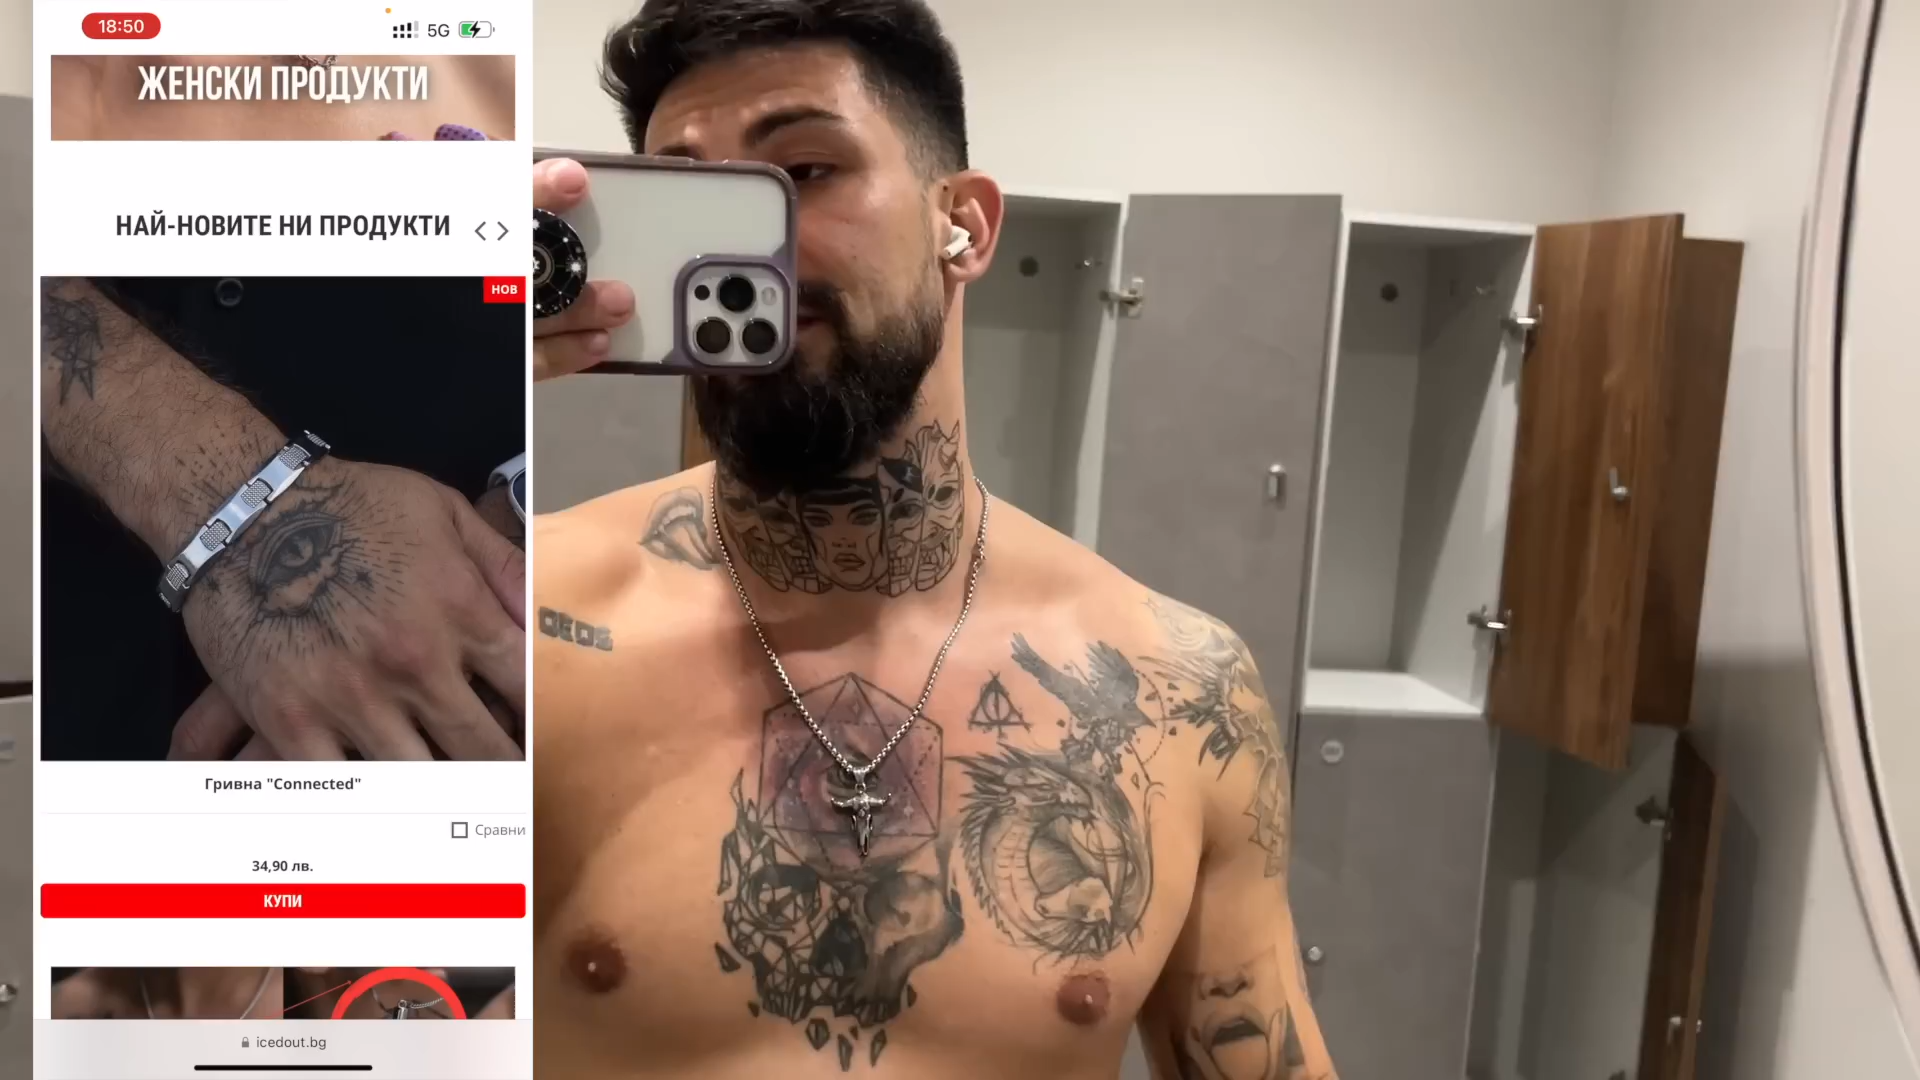 18:50
5G
ЖЕНСКИ ПРОДУКТИ
НАЙ-НОВИТЕ НИ ПРОДУКТИ
НОВ
Гривна "Connected"
Сравни
34,90 лв.
КУПИ
icedout.bg